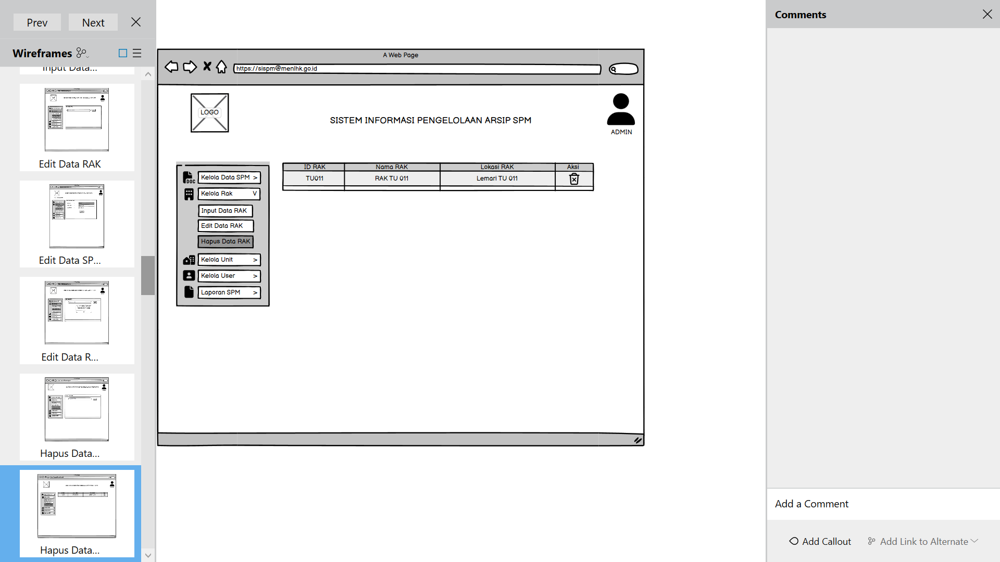 Prev
Next
Wireframes
Input Data...
Edit Data RAK
Edit Data SP...
Edit Data R...
Hapus Data...
Hapus Data...
A Web Page
https://sispm@menlhk.go.id
LOGO
SISTEM INFORMASI PENGELOLAAN ARSIP SPM
ADMIN
DOC
Kelola Data SPM >
Kelola Rak V
Input Data RAK
Edit Data RAK
Hapus Data RAK
Kelola Unit >
Kelola User >
Laporan SPM >
ID RAK Nama RAK Lokasi RAK Aksi
TU011 RAK TU 011 Lemari TU 011
Comments
Add a Comment
Add Callout
Add Link to Alternate